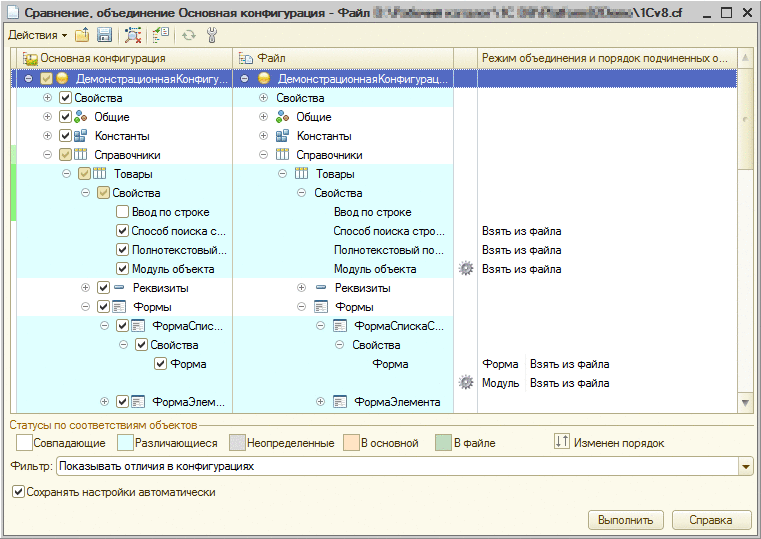 Сравнение, объединение Основная конфигурация - Файл \1Cv8.cf
Действия
Основная конфигурация Файл Режим объединения и порядок подчиненных о...
ДемонстрационнаяКонфигу... ДемонстрационнаяКонфигурац...
Свойства Свойства
Общие Общие
Константы Константы
Справочники Справочники
Товары Товары
Свойства Свойства
Ввод по строке Ввод по строке
Способ поиска с... Способ поиска стро... Взять из файла
Полнотекстовый... Полнотекстовый по... Взять из файла
Модуль объекта Модуль объекта Взять из файла
Реквизиты Реквизиты
Формы Формы
ФормаСпис... ФормаСпискаС...
Свойства Свойства
Форма Форма Форма Взять из файла
Модуль Взять из файла
ФормаЭлем... ФормаЭлемента
Статусы по соответствиям объектов
Совпадающие Различающиеся Неопределенные В основной В файле Изменен порядок
Фильтр: Показывать отличия в конфигурациях
Сохранять настройки автоматически
Выполнить Справка